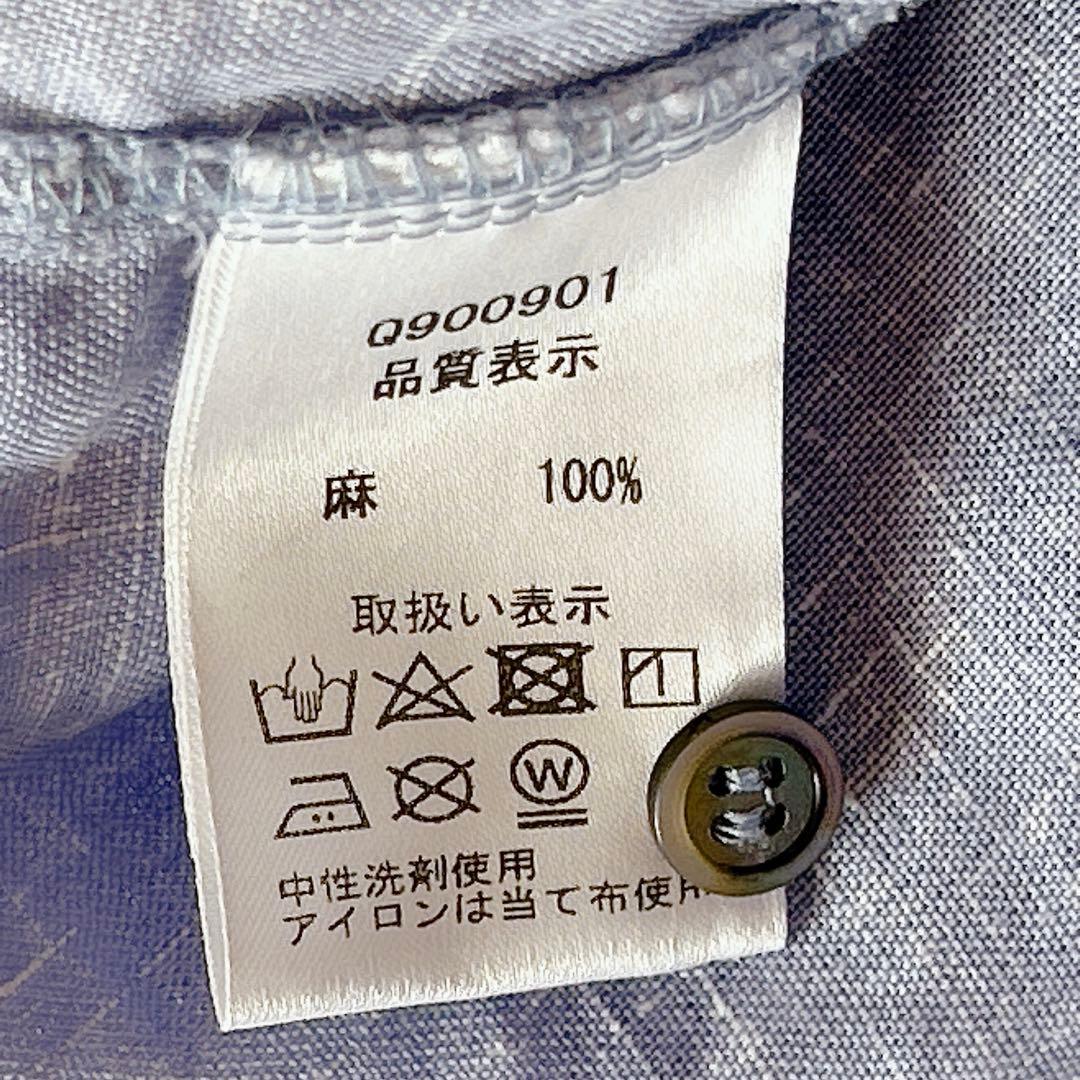 Q900901
品質表示
麻 100%
取扱い表示
W
中性洗剤使用
アイロンは当て布使用